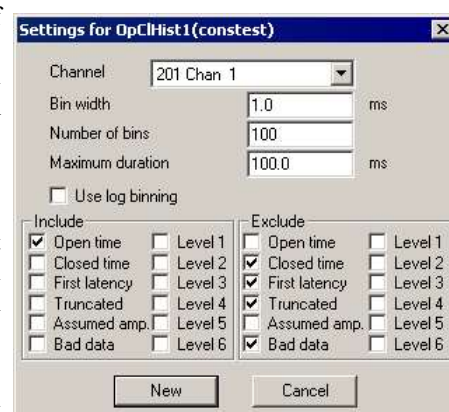 Settings for OpClHist1(constest)
Channel 201 Chan 1
Bin width 1.0 ms
Number of bins 100
Maximum duration 100.0 ms
Use log binning
Include Exclude
Open time Level 1 Open time Level 1
Closed time Level 2 Closed time Level 2
First latency Level 3 First latency Level 3
Truncated Level 4 Truncated Level 4
Assumed amp. Level 5 Assumed amp. Level 5
Bad data Level 6 Bad data Level 6
New Cancel